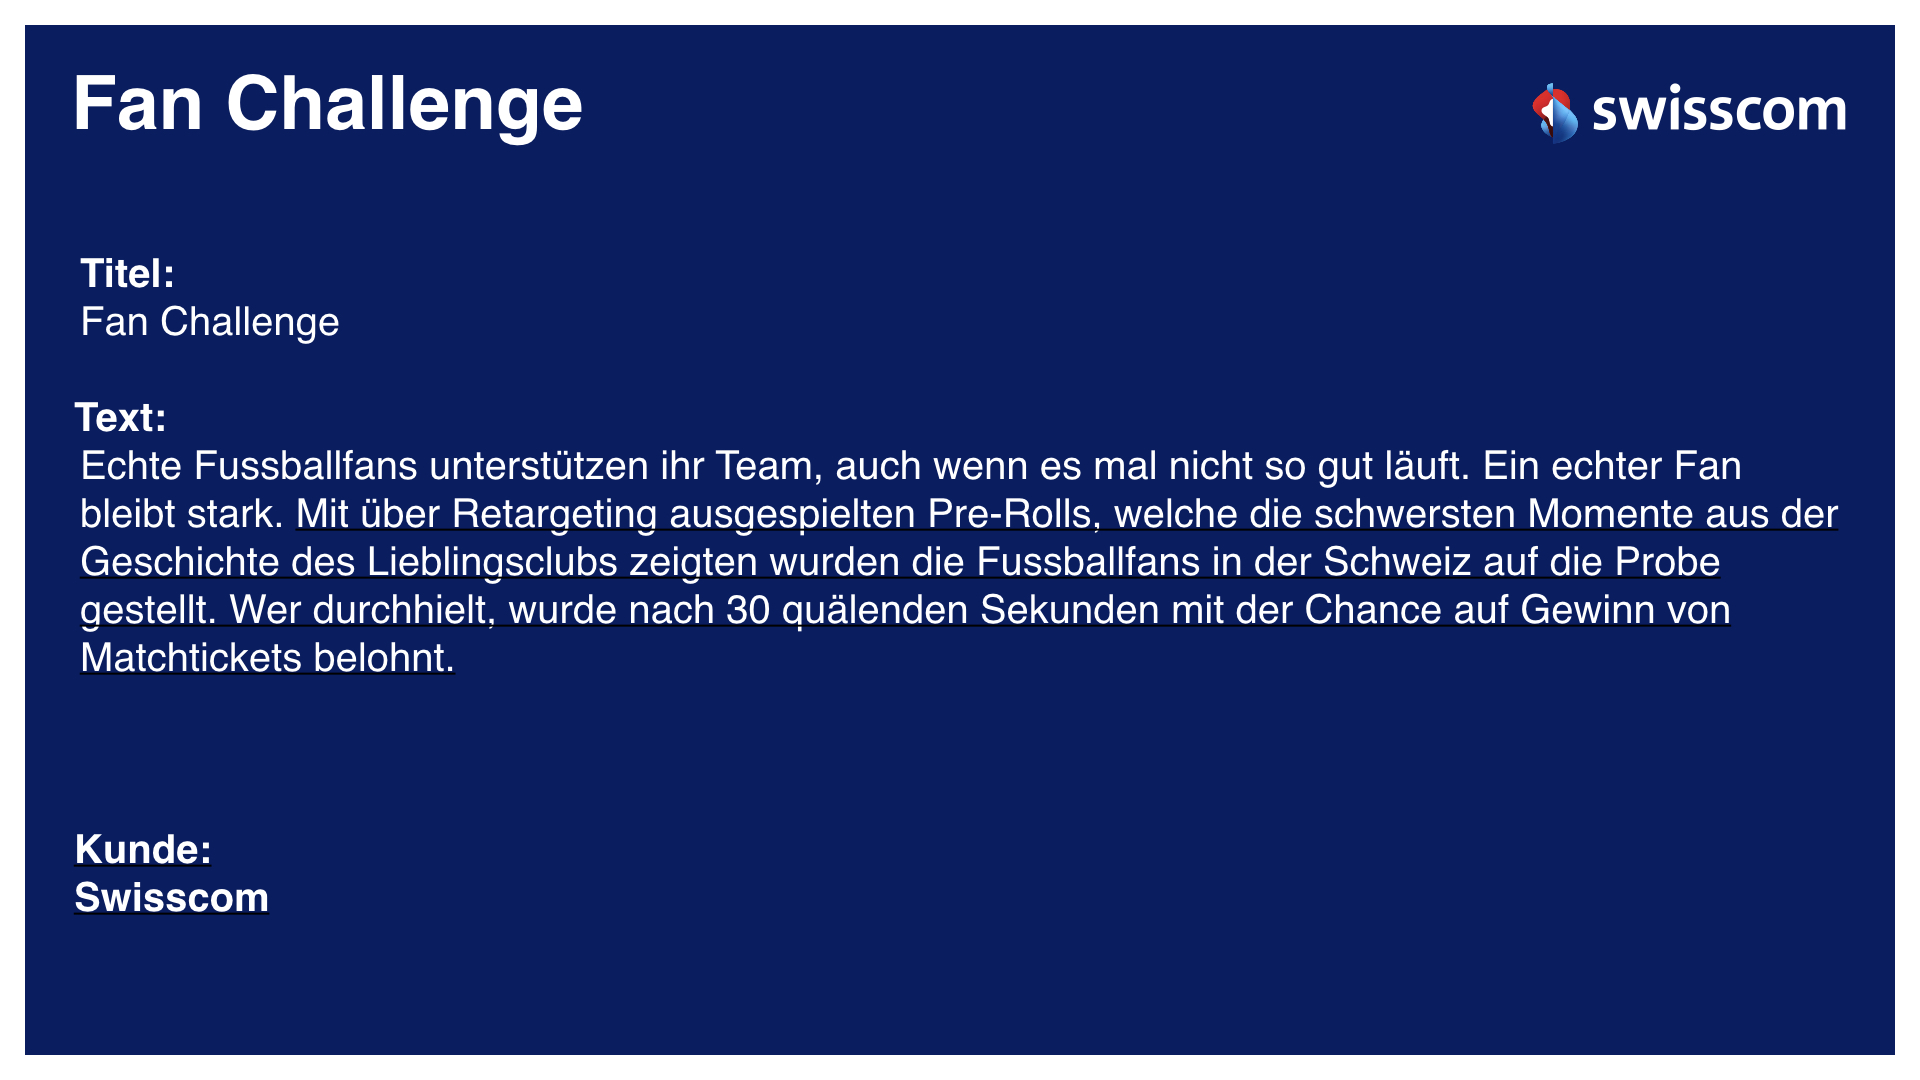 Fan Challenge
swisscom
Titel:
Fan Challenge
Text:
Echte Fussballfans unterstützen ihr Team, auch wenn es mal nicht so gut läuft. Ein echter Fan
bleibt stark. Mit über Retargeting ausgespielten Pre-Rolls, welche die schwersten Momente aus der
Geschichte des Lieblingsclubs zeigten wurden die Fussballfans in der Schweiz auf die Probe
gestellt. Wer durchhielt, wurde nach 30 quälenden Sekunden mit der Chance auf Gewinn von
Matchtickets belohnt.
Kunde:
Swisscom